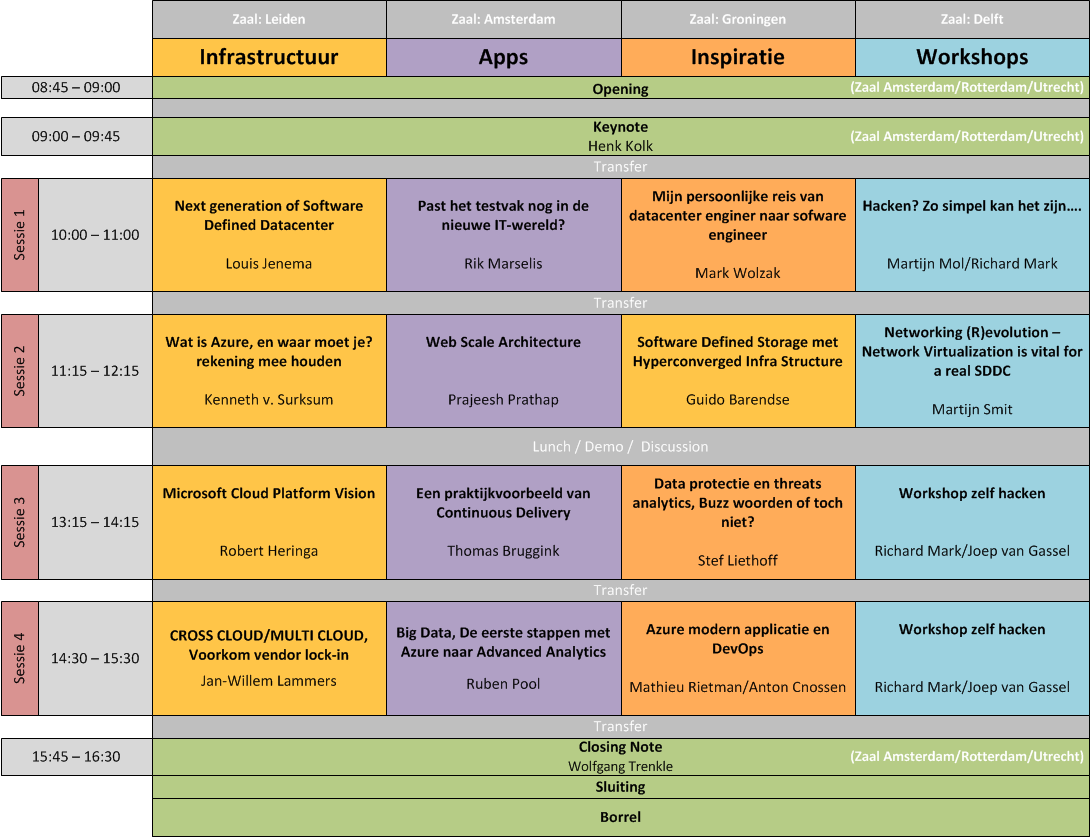 Zaal: Leiden
Zaal: Amsterdam
Zaal: Groningen
Zaal: Delft
Infrastructuur
Apps
Inspiratie
Workshops
08:45 – 09:00
Opening
(Zaal Amsterdam/Rotterdam/Utrecht)
09:00 – 09:45
Keynote
Henk Kolk
(Zaal Amsterdam/Rotterdam/Utrecht)
Transfer
Sessie 1
10:00 – 11:00
Next generation of Software
Defined Datacenter
Louis Jenema
Past het testvak nog in de
nieuwe IT-wereld?
Rik Marselis
Mijn persoonlijke reis van
datacenter enginer naar sofware
engineer
Mark Wolzak
Hacken? Zo simpel kan het zijn....
Martijn Mol/Richard Mark
Transfer
Sessie 2
11:15 – 12:15
Wat is Azure, en waar moet je?
rekening mee houden
Kenneth v. Surksum
Web Scale Architecture
Prajeesh Prathap
Software Defined Storage met
Hyperconverged Infra Structure
Guido Barendse
Networking (R)evolution –
Network Virtualization is vital for
a real SDDC
Martijn Smit
Lunch / Demo / Discussion
Sessie 3
13:15 – 14:15
Microsoft Cloud Platform Vision
Robert Heringa
Een praktijkvoorbeeld van
Continuous Delivery
Thomas Bruggink
Data protectie en threats
analytics, Buzz woorden of toch
niet?
Stef Liethoff
Workshop zelf hacken
Richard Mark/Joep van Gassel
Transfer
Sessie 4
14:30 – 15:30
CROSS CLOUD/MULTI CLOUD,
Voorkom vendor lock-in
Jan-Willem Lammers
Big Data, De eerste stappen met
Azure naar Advanced Analytics
Ruben Pool
Azure modern applicatie en
DevOps
Mathieu Rietman/Anton Cnossen
Workshop zelf hacken
Richard Mark/Joep van Gassel
Transfer
15:45 – 16:30
Closing Note
Wolfgang Trenkle
(Zaal Amsterdam/Rotterdam/Utrecht)
Sluiting
Borrel